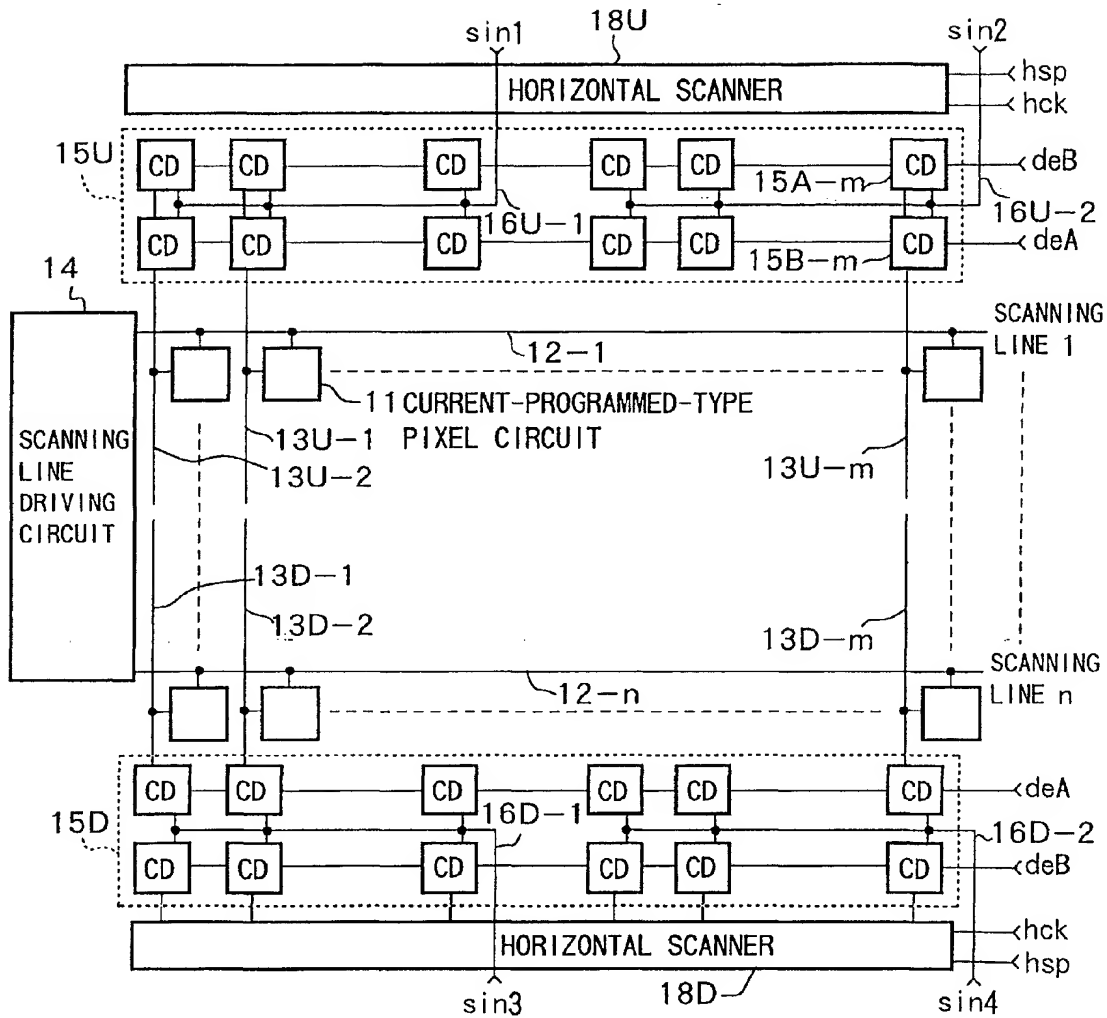 18U
sin1
sin2
HORIZONTAL SCANNER
hsp
hck
15U
CD CD CD CD CD CD
deB
15A-m
16U-1
16U-2
CD CD CD CD CD CD
deA
15B-m
14
SCANNING
LINE 1
12-1
11 CURRENT-PROGRAMMED-TYPE
PIXEL CIRCUIT
SCANNING
LINE
DRIVING
CIRCUIT
13U-1
13U-2
13U-m
13D-1
13D-2
13D-m
SCANNING
LINE n
12-n
CD CD CD CD CD CD
deA
15D
16D-1
16D-2
CD CD CD CD CD CD
deB
HORIZONTAL SCANNER
hck
hsp
sin3
18D
sin4